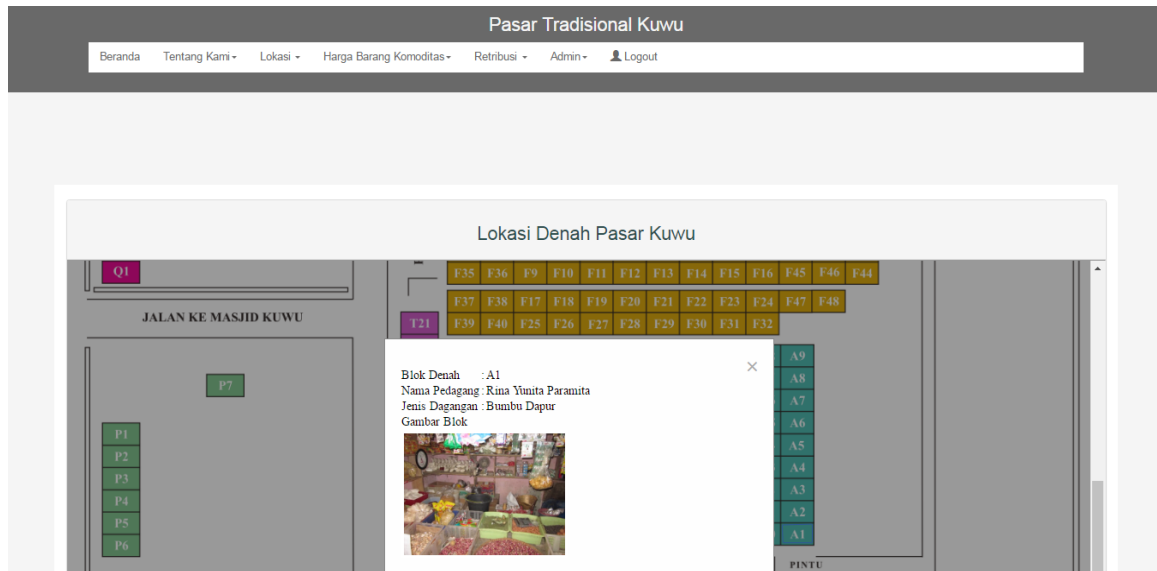 Pasar Tradisional Kuwu
Beranda Tentang Kami Lokasi Harga Barang Komoditas Retribusi Admin Logout
Lokasi Denah Pasar Kuwu
Q1
F35 F36 F9 F10 F11 F12 F13 F14 F15 F16 F45 F46 F44
F37 F38 F17 F18 F19 F20 F21 F22 F23 F24 F47 F48
JALAN KE MASJID KUWU
T21 F39 F40 F25 F26 F27 F28 F29 F30 F31 F32
A9
P7
A8
A7
A6
A5
A4
A3
A2
A1
Blok Denah : A1
Nama Pedagang : Rina Yunita Paramita
Jenis Dagangan : Bumbu Dapur
Gambar Blok
P1
P2
P3
P4
P5
P6
PINTU